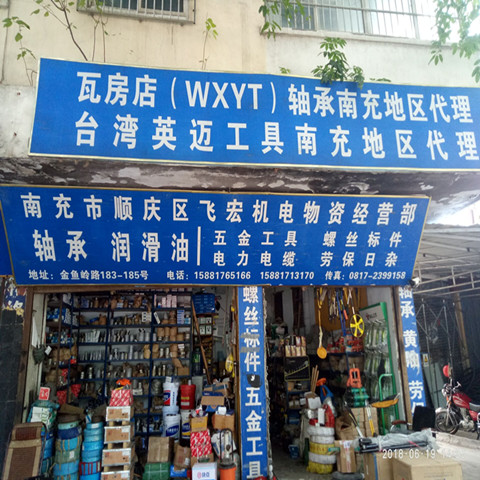 瓦房店（WXYT）轴承南充地区代理
台湾英迈工具南充地区代理
南充市顺庆区飞宏机电物资经营部
轴承 润滑油
五金工具 螺丝标件
电力电缆 劳保日杂
地址：金鱼岭路183-185号 电话：15881765166 15881713170 传真：0817-2399158
螺丝标件五金工具
轴承 黄油 劳
2018-06-19